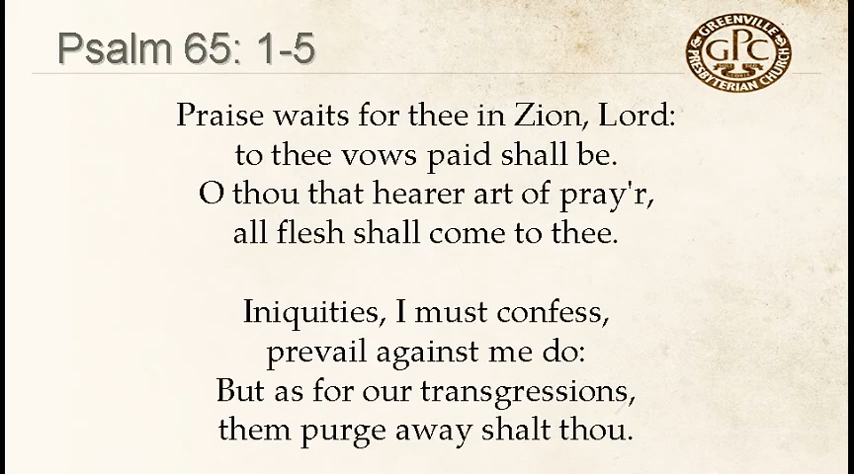 Psalm 65: 1-5
GREENVILLE
GPC
PRESBYTERIAN CHURCH
Praise waits for thee in Zion, Lord:
to thee vows paid shall be.
O thou that hearer art of pray'r,
all flesh shall come to thee.
Iniquities, I must confess,
prevail against me do:
But as for our transgressions,
them purge away shalt thou.